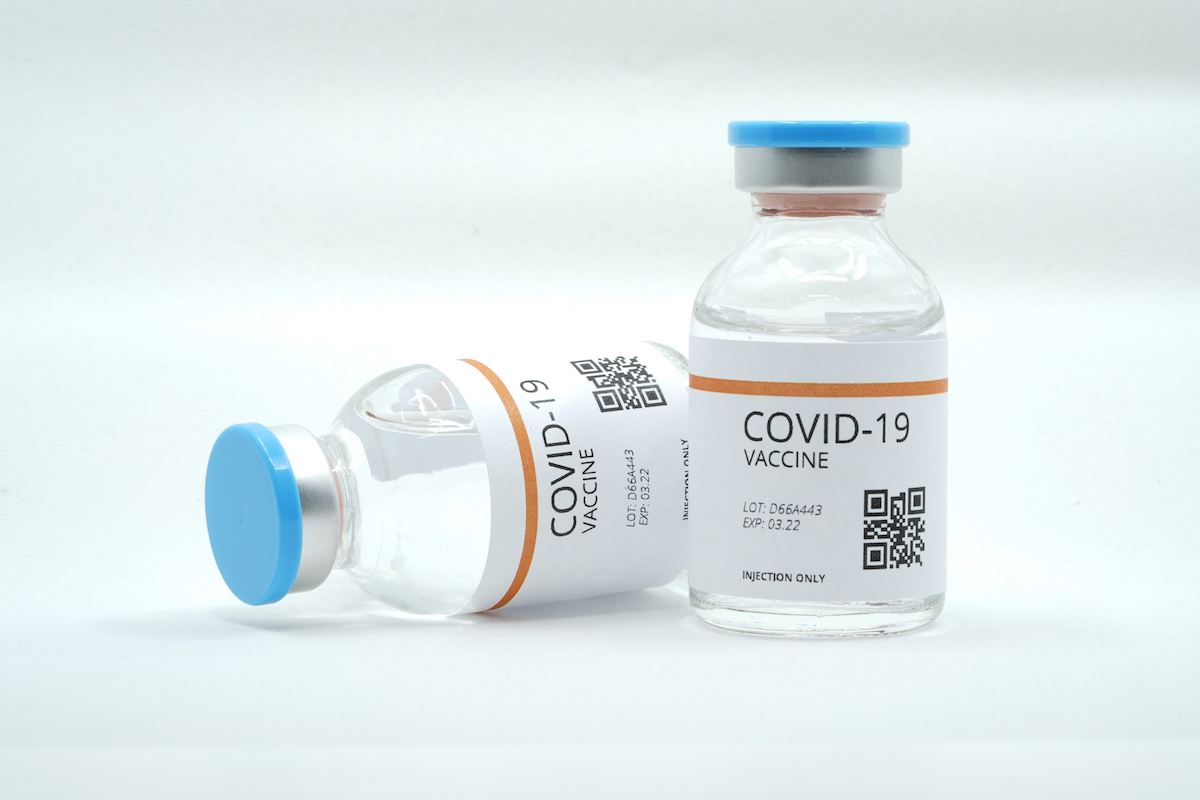 COVID-19
VACCINE
LOT: D66A443
EXP: 03.22
INJECTION ONLY
COVID-19
VACCINE
LOT: D66A443
EXP: 03.22
INJECTION ONLY